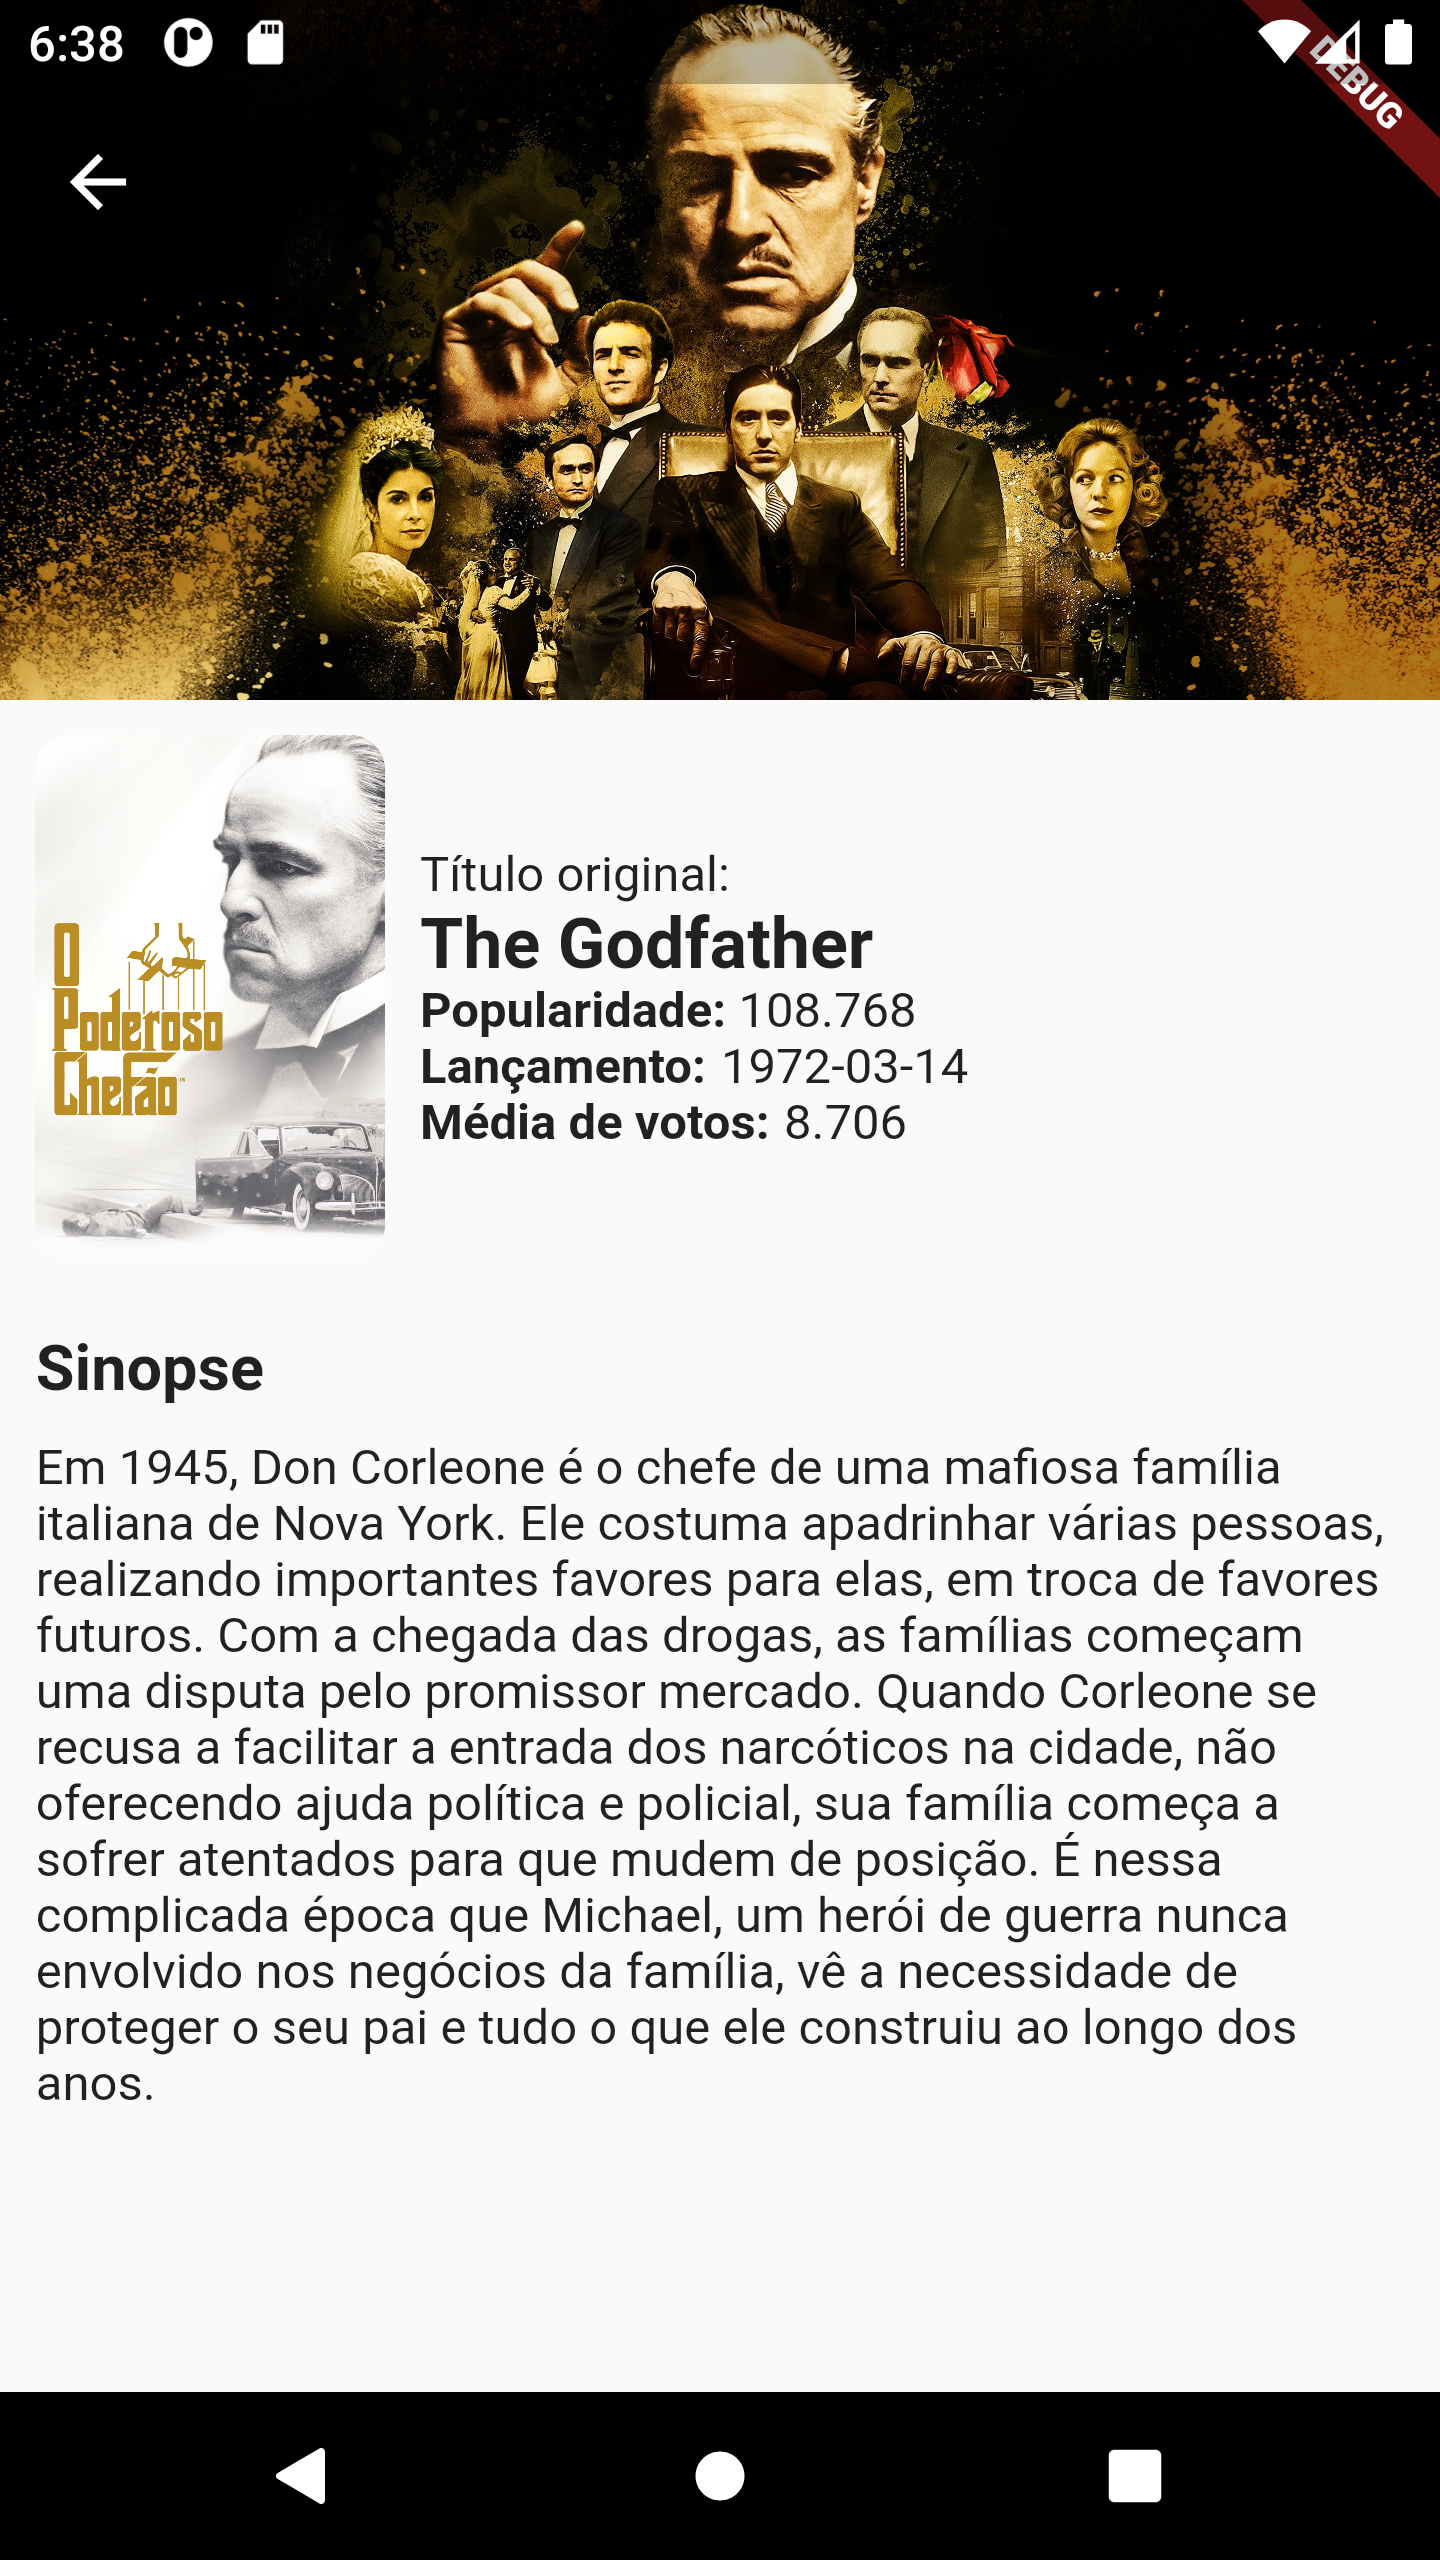 6:38
DEBUG
O
Poderoso
Chefão
Título original:
The Godfather
Popularidade: 108.768
Lançamento: 1972-03-14
Média de votos: 8.706
Sinopse
Em 1945, Don Corleone é o chefe de uma mafiosa família
italiana de Nova York. Ele costuma apadrinhar várias pessoas,
realizando importantes favores para elas, em troca de favores
futuros. Com a chegada das drogas, as famílias começam
uma disputa pelo promissor mercado. Quando Corleone se
recusa a facilitar a entrada dos narcóticos na cidade, não
oferecendo ajuda política e policial, sua família começa a
sofrer atentados para que mudem de posição. É nessa
complicada época que Michael, um herói de guerra nunca
envolvido nos negócios da família, vê a necessidade de
proteger o seu pai e tudo o que ele construiu ao longo dos
anos.